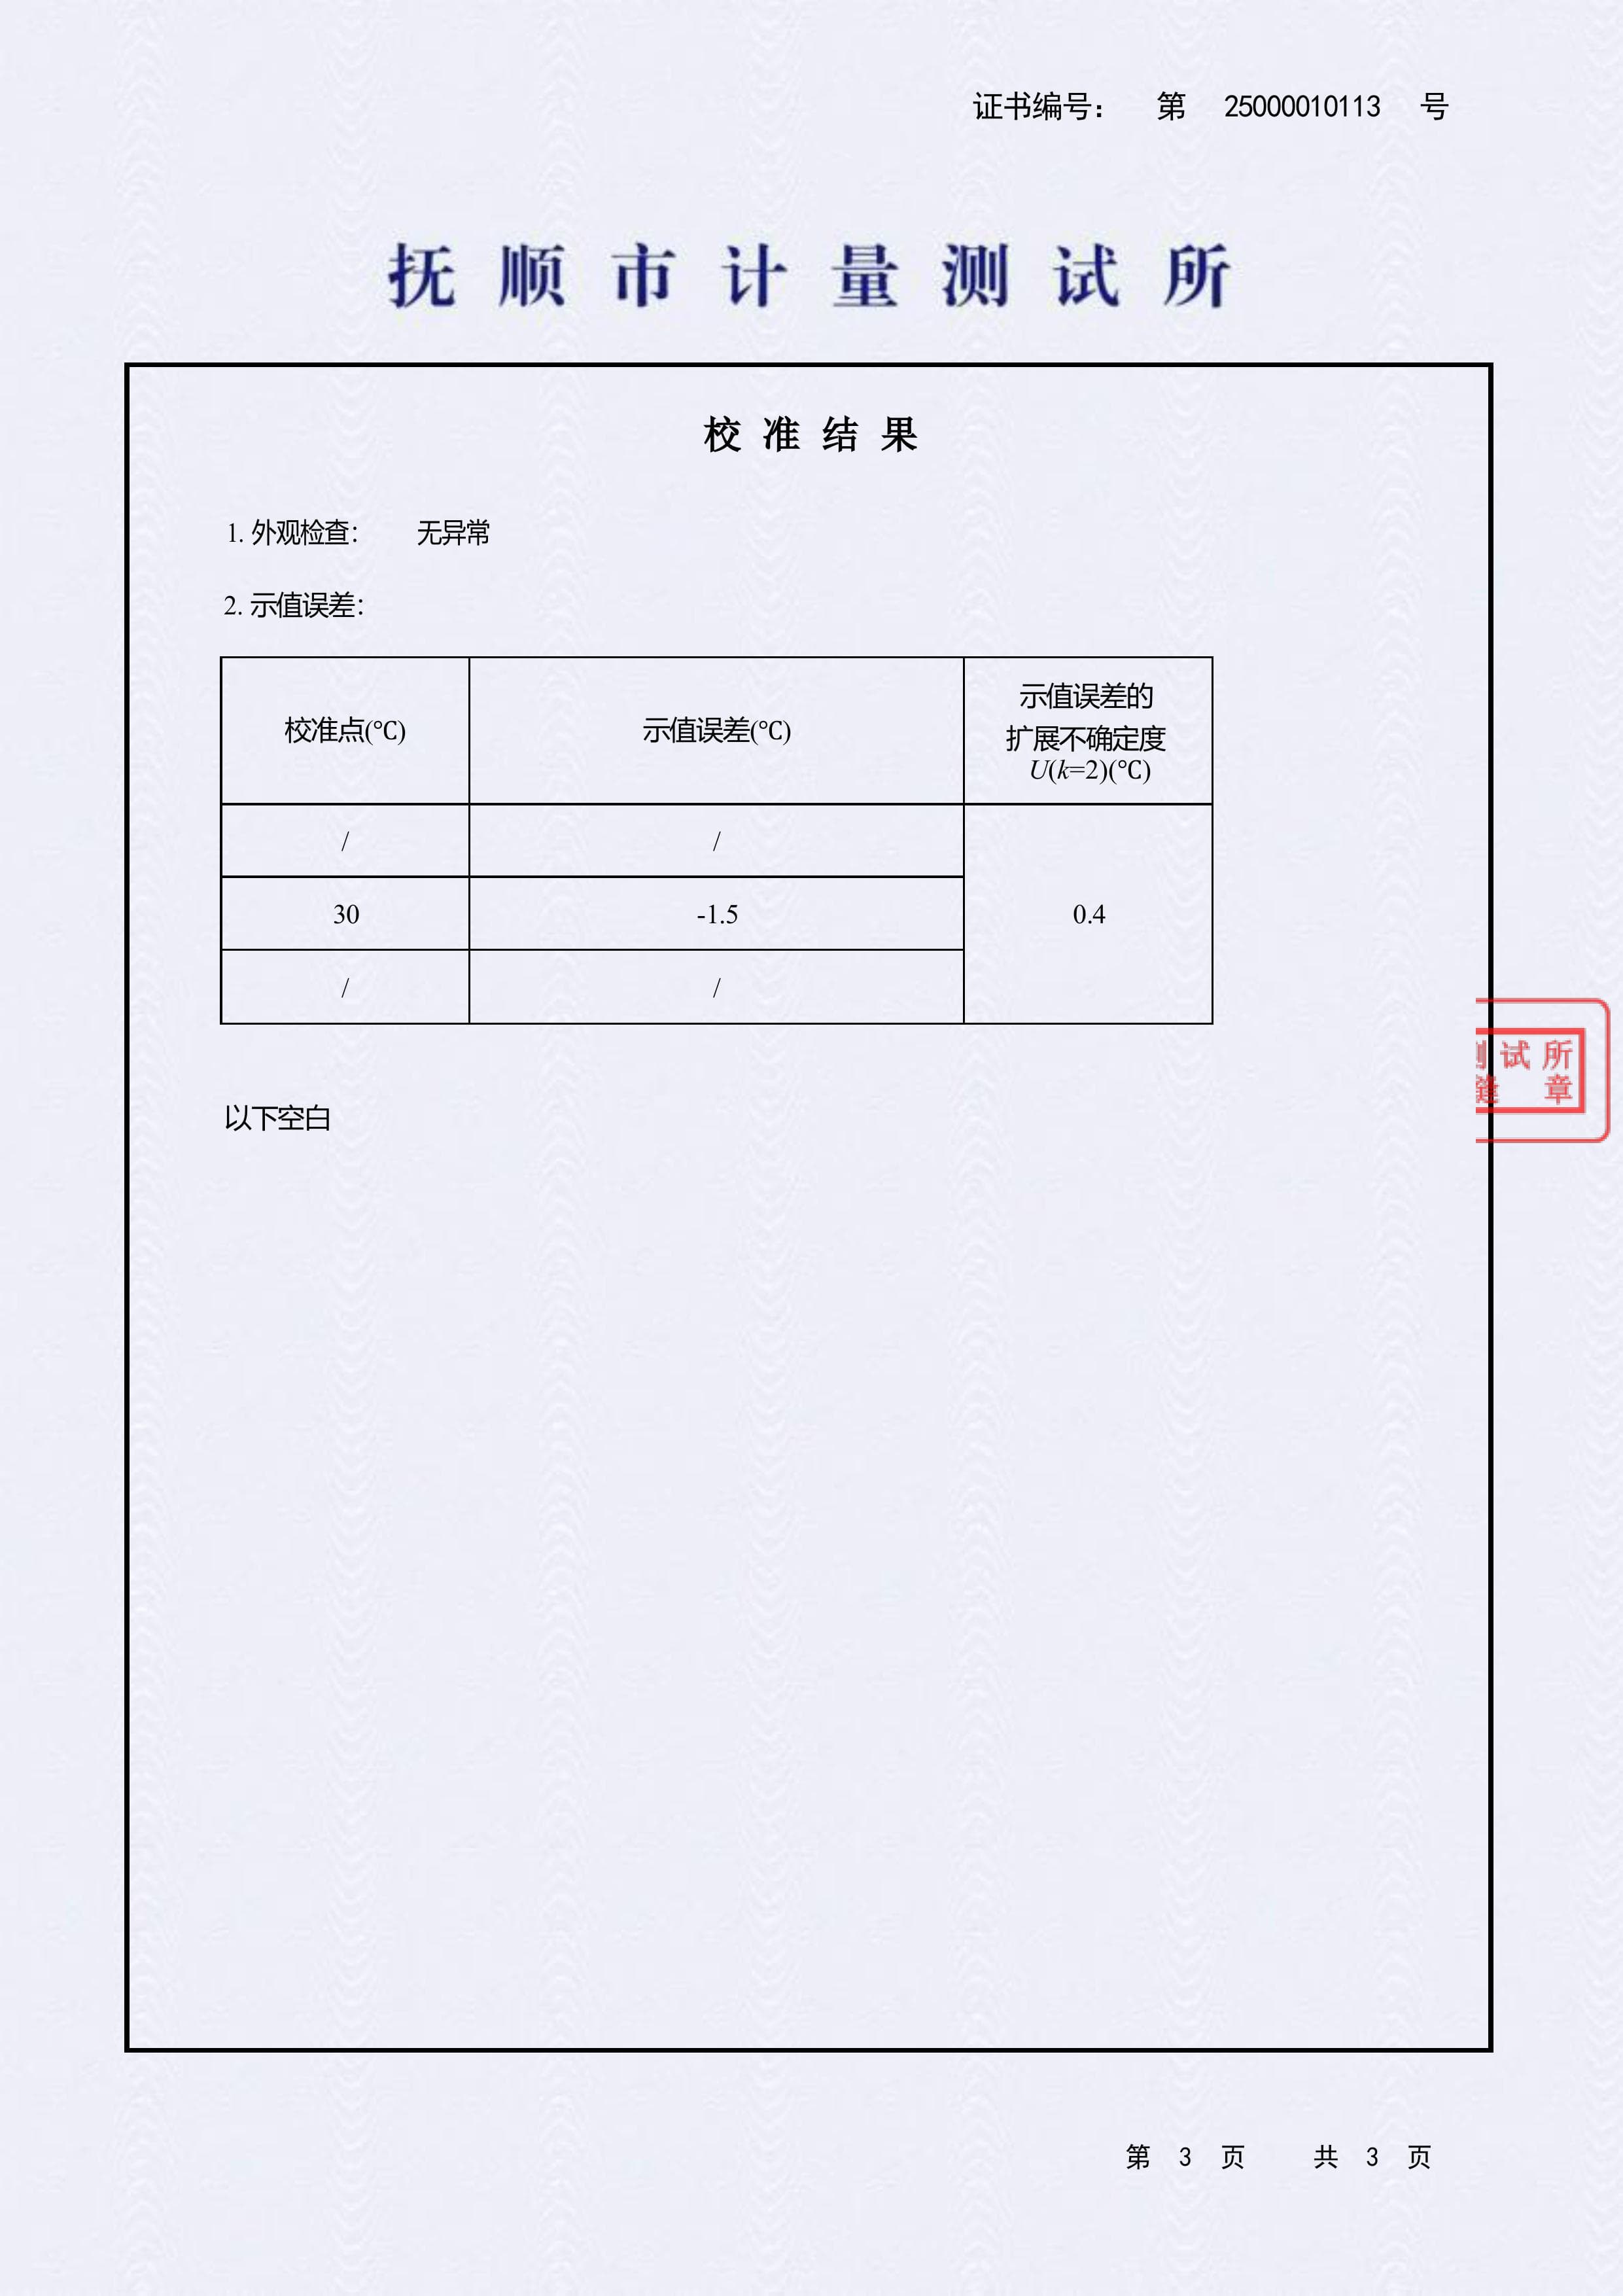 证书编号： 第 25000010113 号
抚顺市计量测试所
校准结果
1. 外观检查： 无异常
2. 示值误差：
校准点(℃) 示值误差(℃) 示值误差的
扩展不确定度
U(k=2)(℃)
/ /
30 -1.5 0.4
/ /
试所
章
以下空白
第 3 页 共 3 页